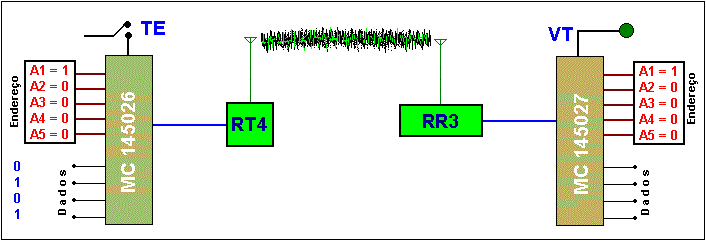 TE
Endereço
A1 = 1
A2 = 0
A3 = 0
A4 = 0
A5 = 0
MC 145026
0
1
0
1
Dados
RT4
RR3
VT
MC 145027
A1 = 1
A2 = 0
A3 = 0
A4 = 0
A5 = 0
Endereço
Dados